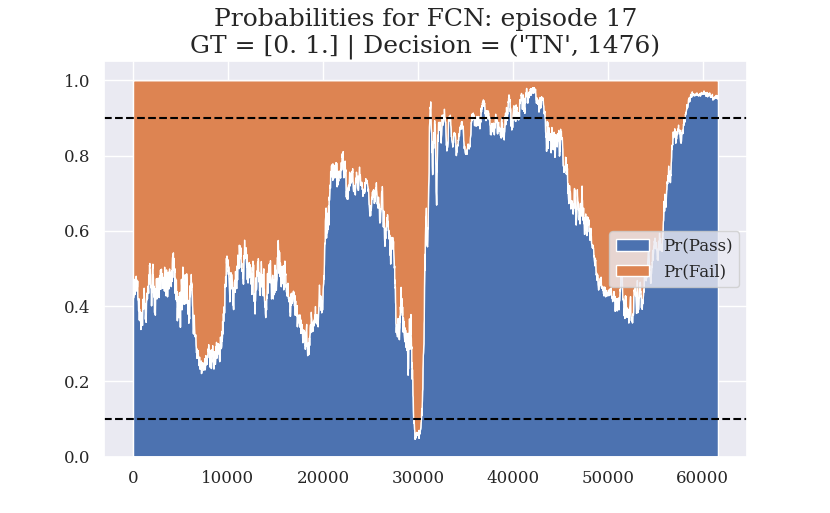 Probabilities for FCN: episode 17
GT = [0. 1.] | Decision = ('TN', 1476)
1.0
0.8
0.6
0.4
0.2
0.0
Pr(Pass)
Pr(Fail)
0 10000 20000 30000 40000 50000 60000